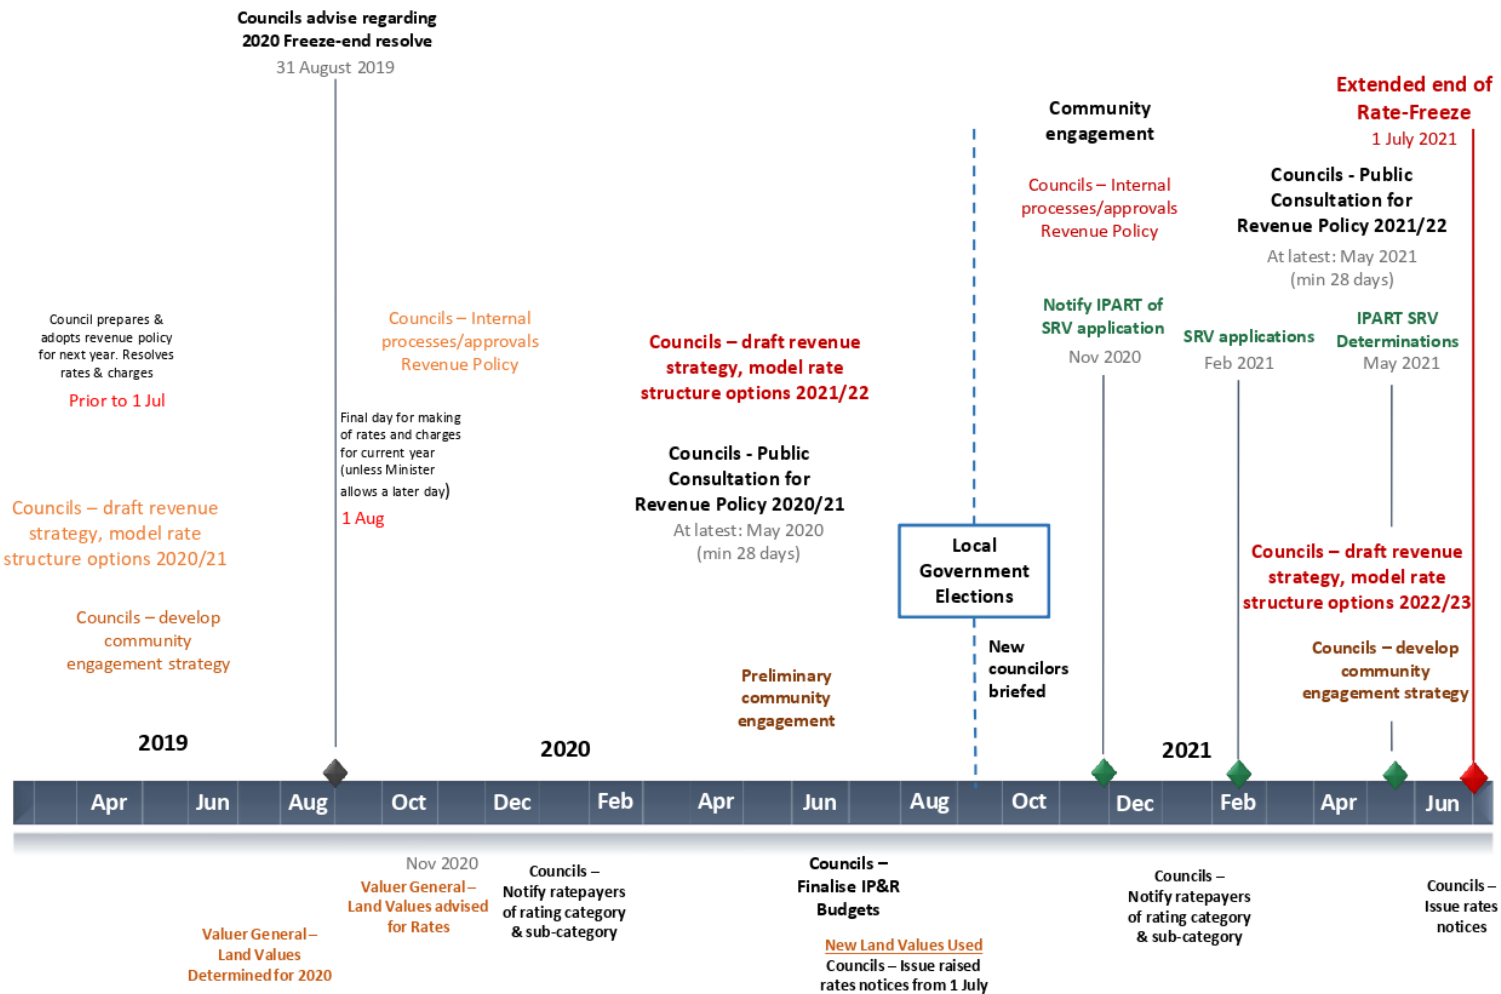 Councils advise regarding
2020 Freeze-end resolve
31 August 2019
Extended end of
Rate-Freeze
1 July 2021
Community
engagement
Councils – Internal
processes/approvals
Revenue Policy
Councils - Public
Consultation for
Revenue Policy 2021/22
At latest: May 2021
(min 28 days)
Council prepares &
adopts revenue policy
for next year. Resolves
rates & charges
Prior to 1 Jul
Councils – Internal
processes/approvals
Revenue Policy
Councils – draft revenue
strategy, model rate
structure options 2021/22
Notify IPART of
SRV application
Nov 2020
SRV applications
Feb 2021
IPART SRV
Determinations
May 2021
Final day for making
of rates and charges
for current year
(unless Minister
allows a later day)
1 Aug
Councils - Public
Consultation for
Revenue Policy 2020/21
At latest: May 2020
(min 28 days)
Councils – draft revenue
strategy, model rate
structure options 2020/21
Local
Government
Elections
Councils – draft revenue
strategy, model rate
structure options 2022/23
Councils – develop
community
engagement strategy
Preliminary
community
engagement
New
councilors
briefed
Councils – develop
community
engagement strategy
2019
2020
2021
Apr
Jun
Aug
Oct
Dec
Feb
Apr
Jun
Aug
Oct
Dec
Feb
Apr
Jun
Valuer General –
Land Values
Determined for 2020
Nov 2020
Valuer General –
Land Values advised
for Rates
Councils –
Notify ratepayers
of rating category
& sub-category
Councils –
Finalise IP&R
Budgets
New Land Values Used
Councils – Issue raised
rates notices from 1 July
Councils –
Notify ratepayers
of rating category
& sub-category
Councils –
Issue rates
notices